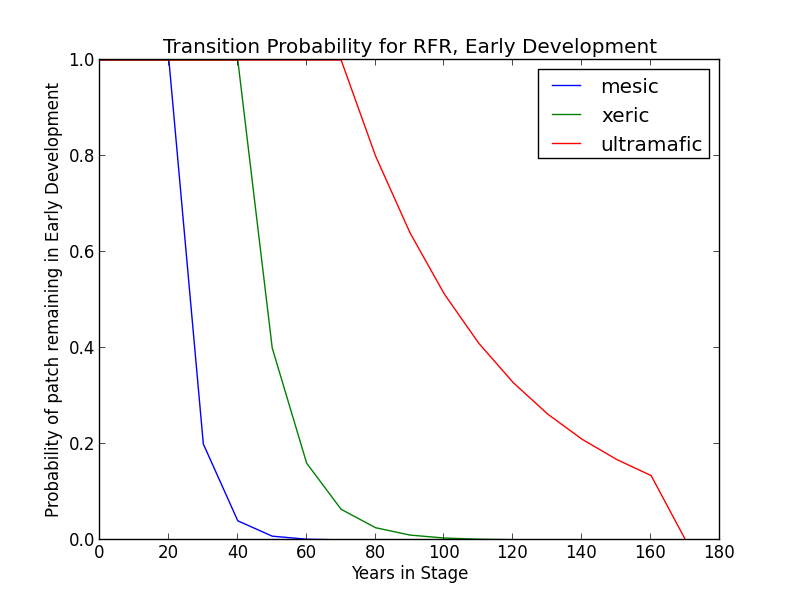 Transition Probability for RFR, Early Development
mesic
xeric
ultramafic
Probability of patch remaining in Early Development
1.0
0.8
0.6
0.4
0.2
0.0
0 20 40 60 80 100 120 140 160 180
Years in Stage